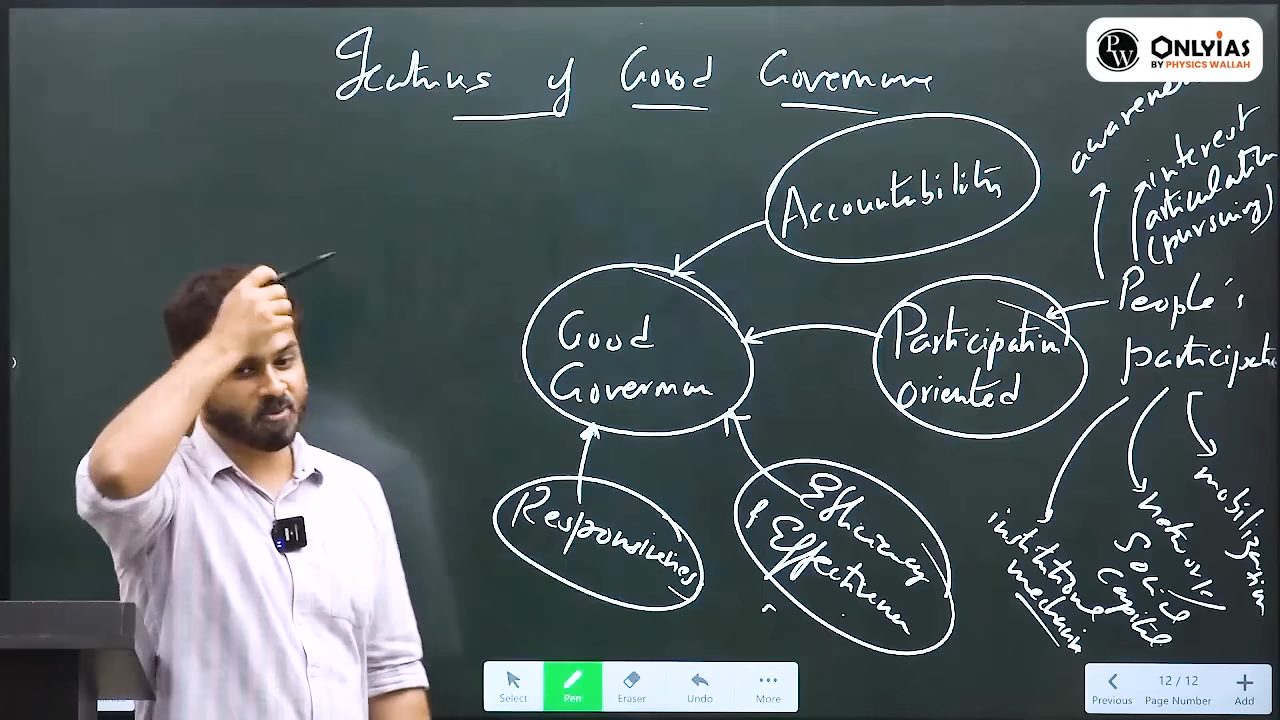 Features of Good Governance
PW
ONLYIAS
BY PHYSICS WALLAH
awareness
interest
articulation
(pursuing)
Accountability
Good
Governance
Participation
oriented
People's
participati
Responsiveness
Efficiency
& Effectiveness
institutional
mechanism
network/
Social
Capital
mobilization
Select
Pen
Eraser
Undo
More
Previous
12 / 12
Page Number
Add